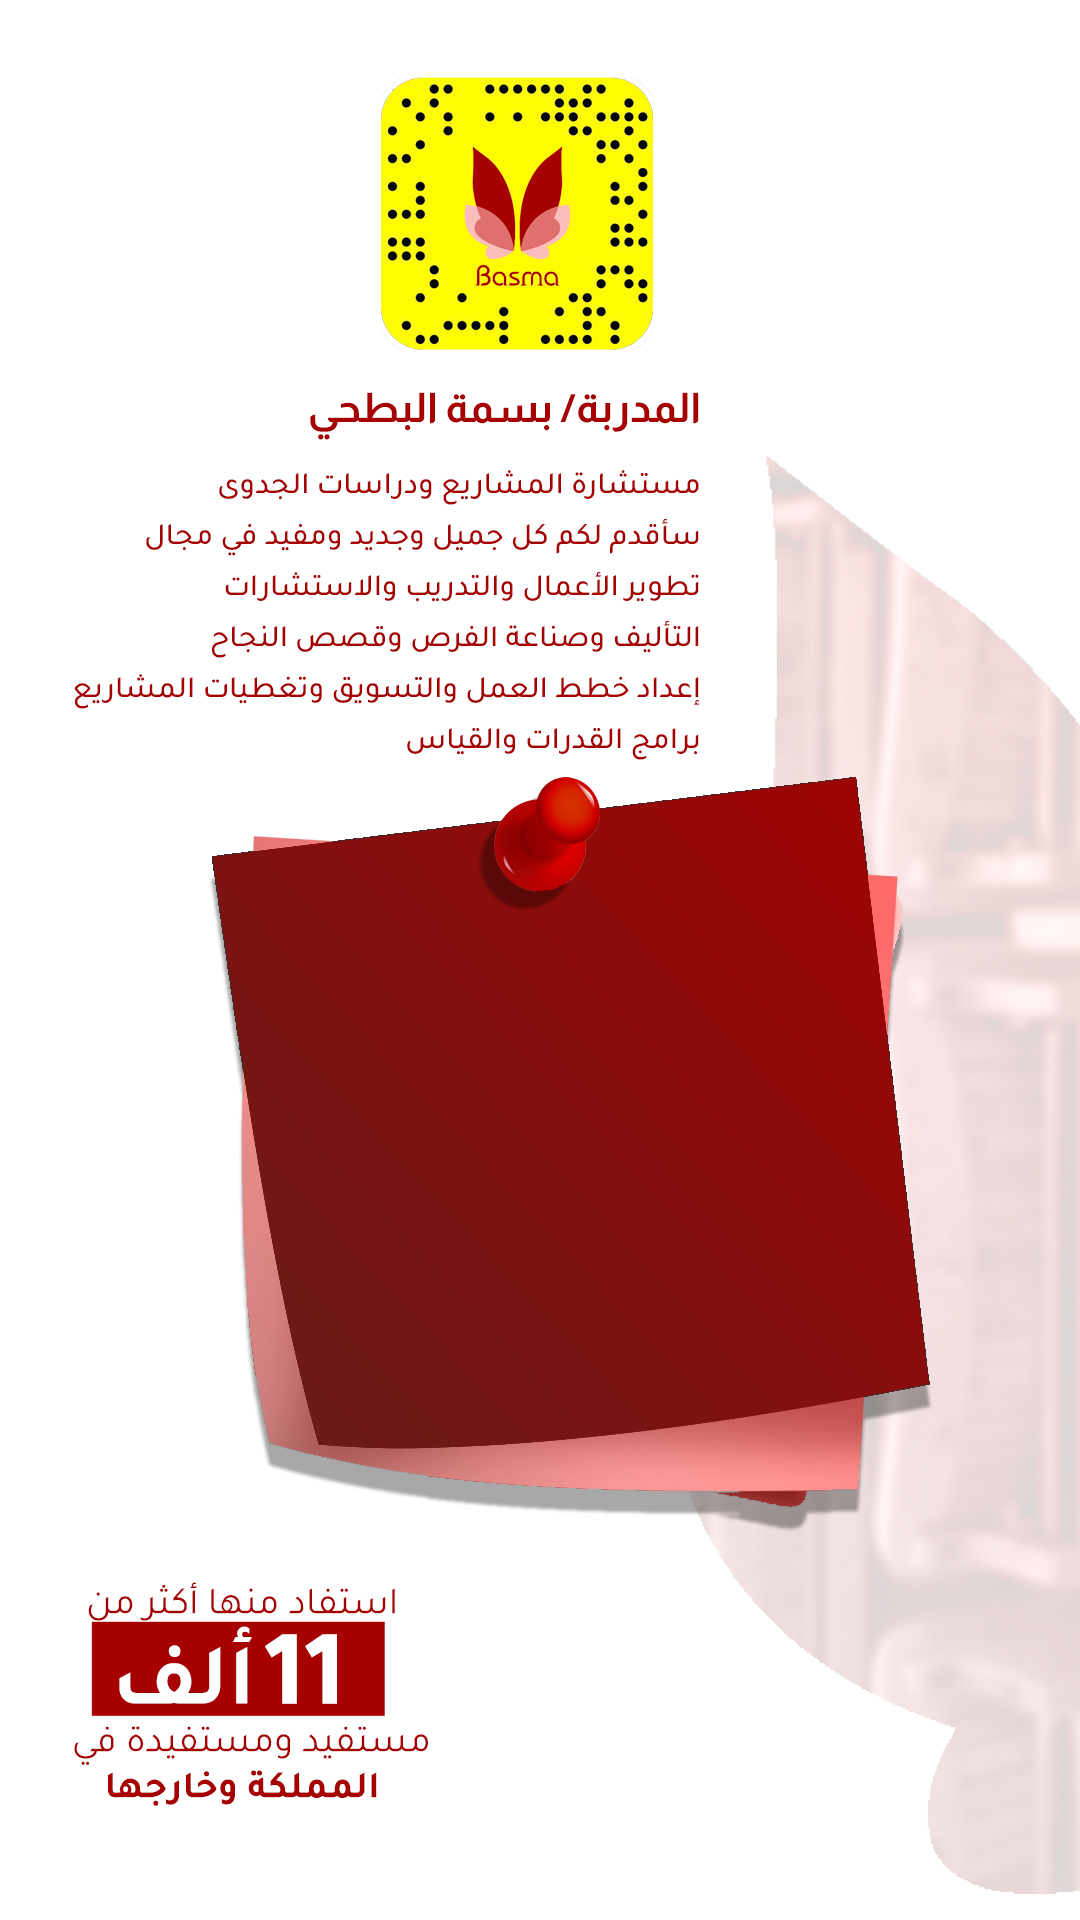 Basma
المدربة/ بسمة البطحي
مستشارة المشاريع ودراسات الجدوى
سأقدم لكم كل جميل وجديد ومفيد في مجال
تطوير الأعمال والتدريب والاستشارات
التأليف وصناعة الفرص وقصص النجاح
إعداد خطط العمل والتسويق وتغطيات المشاريع
برامج القدرات والقياس
استفاد منها أكثر من
11 ألف
مستفيد ومستفيدة في
المملكة وخارجها